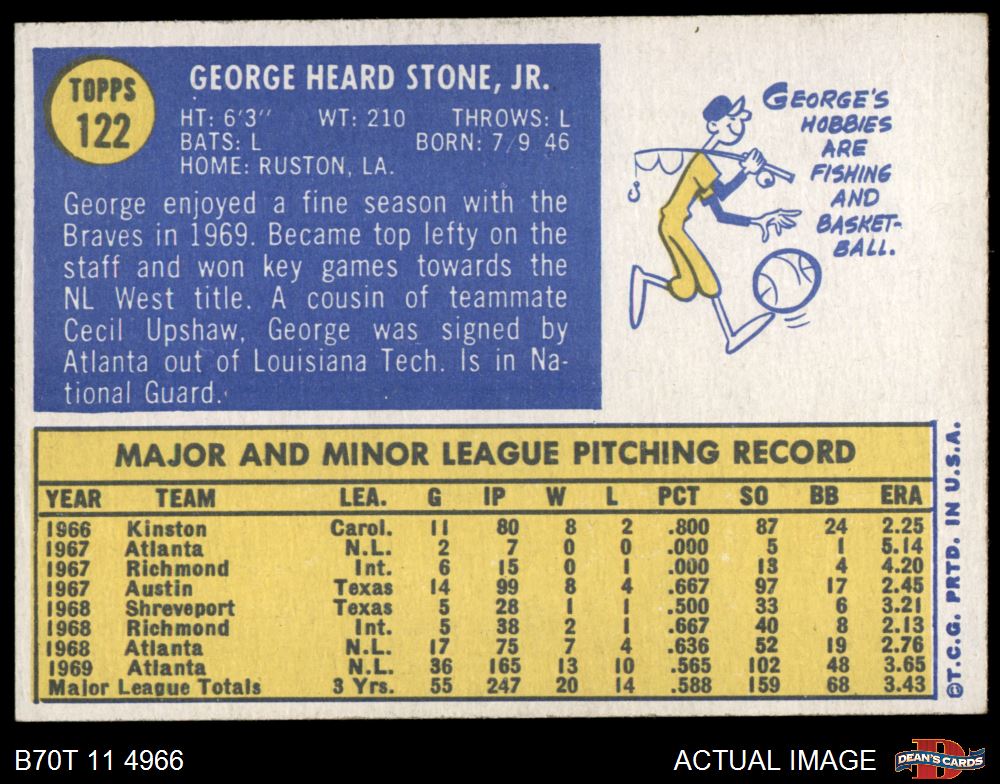 TOPPS
122
GEORGE HEARD STONE, JR.
HT: 6'3" WT: 210 THROWS: L
BATS: L BORN: 7/9 46
HOME: RUSTON, LA.
George enjoyed a fine season with the
Braves in 1969. Became top lefty on the
staff and won key games towards the
NL West title. A cousin of teammate
Cecil Upshaw, George was signed by
Atlanta out of Louisiana Tech. Is in Na-
tional Guard.
GEORGE'S
HOBBIES
ARE
FISHING
AND
BASKET-
BALL.
MAJOR AND MINOR LEAGUE PITCHING RECORD
YEAR TEAM LEA. G IP W L PCT SO BB ERA
1966 Kinston Carol. 11 80 8 2 .800 87 24 2.25
1967 Atlanta N.L. 2 7 0 0 .000 5 1 5.14
1967 Richmond Int. 6 15 0 1 .000 13 4 4.20
1967 Austin Texas 14 99 8 4 .667 97 17 2.45
1968 Shreveport Texas 5 28 1 1 .500 33 6 3.21
1968 Richmond Int. 5 38 2 1 .667 40 8 2.13
1968 Atlanta N.L. 17 75 7 4 .636 52 19 2.76
1969 Atlanta N.L. 36 165 13 10 .565 102 48 3.65
Major League Totals 3 Yrs. 55 247 20 14 .588 159 68 3.43
©T.C.G. PRTD. IN U.S.A.
B70T 11 4966
ACTUAL IMAGE
DEAN'S CARDS